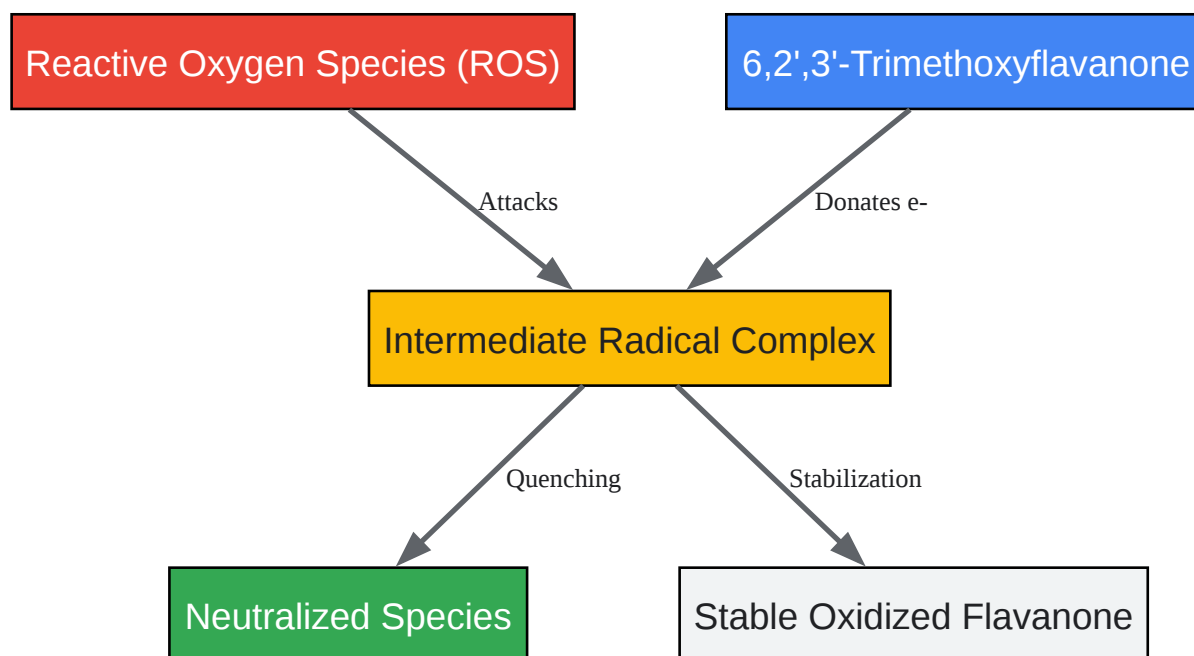 Reactive Oxygen Species (ROS)
6,2',3'-Trimethoxyflavanone
Attacks
Donates e-
Intermediate Radical Complex
Quenching
Stabilization
Neutralized Species
Stable Oxidized Flavanone